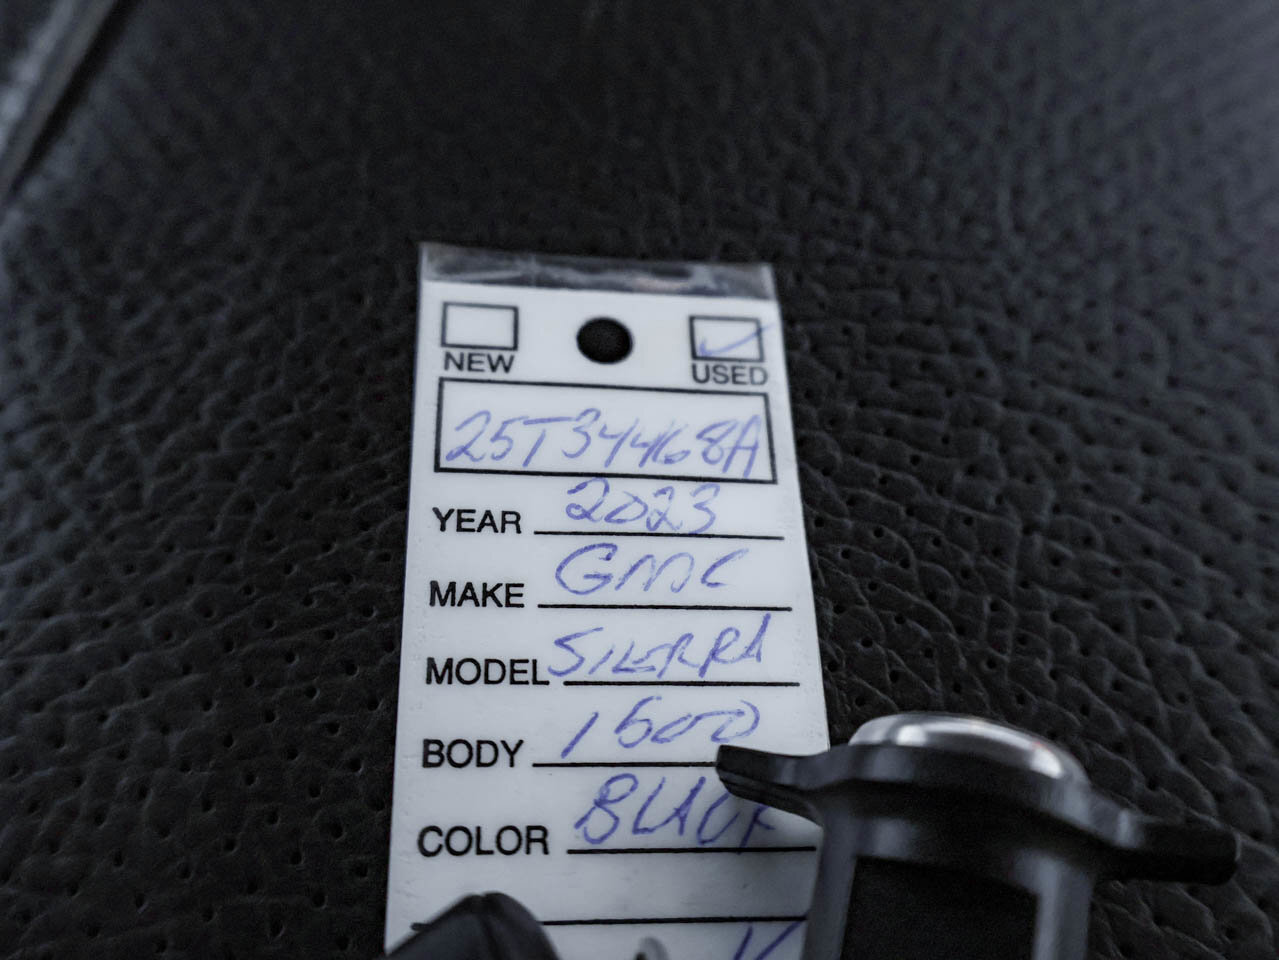 NEW USED
25T34468A
YEAR 2023
MAKE GMC
MODEL SIERRA
BODY 1500
COLOR BLACK